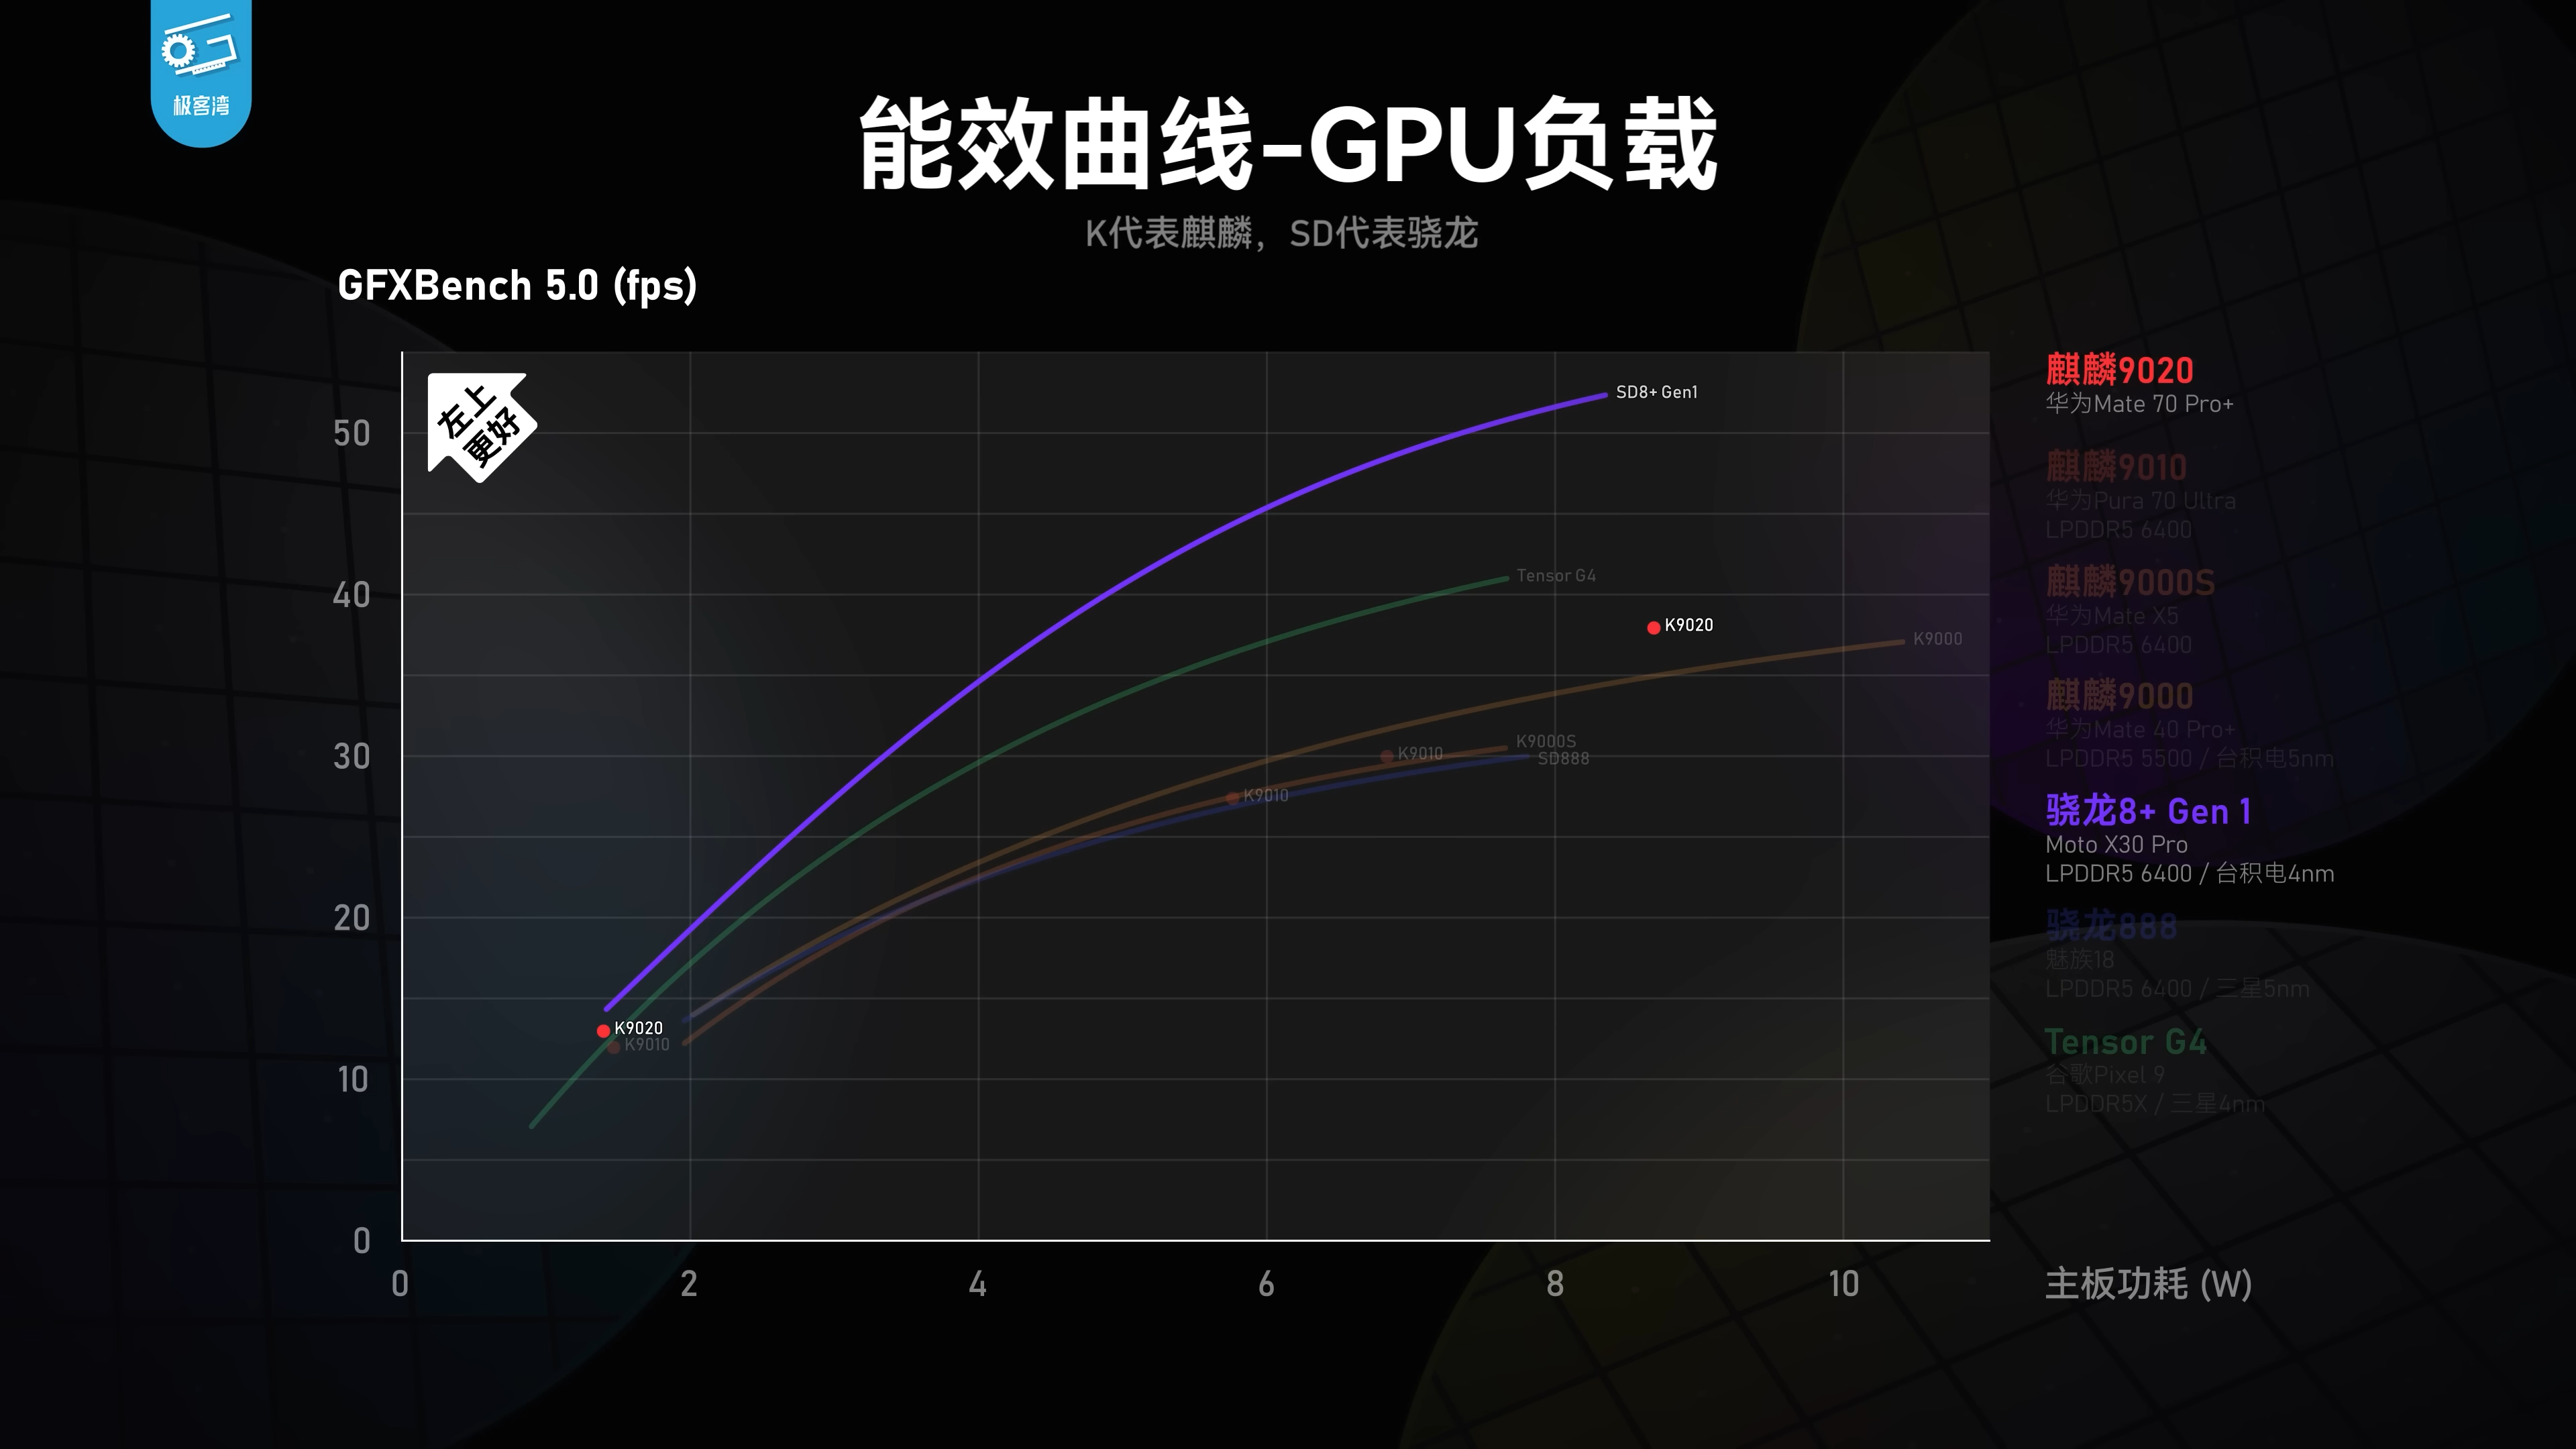 极客湾
能效曲线-GPU负载
K代表麒麟，SD代表骁龙
GFXBench 5.0 (fps)
左上
更好
50
40
30
20
10
0
0
2
4
6
8
10
主板功耗 (W)
SD8+ Gen1
Tensor G4
K9020
K9000
K9000S
K9010
SD888
K9010
K9020
K9010
麒麟9020
华为Mate 70 Pro+
麒麟9010
华为Pura 70 Ultra
LPDDR5 6400
麒麟9000S
华为Mate X5
LPDDR5 6400
麒麟9000
华为Mate 40 Pro+
LPDDR5 5500 / 台积电5nm
骁龙8+ Gen 1
Moto X30 Pro
LPDDR5 6400 / 台积电4nm
骁龙888
魅族18
LPDDR5 6400 / 三星5nm
Tensor G4
谷歌Pixel 9
LPDDR5X / 三星4nm